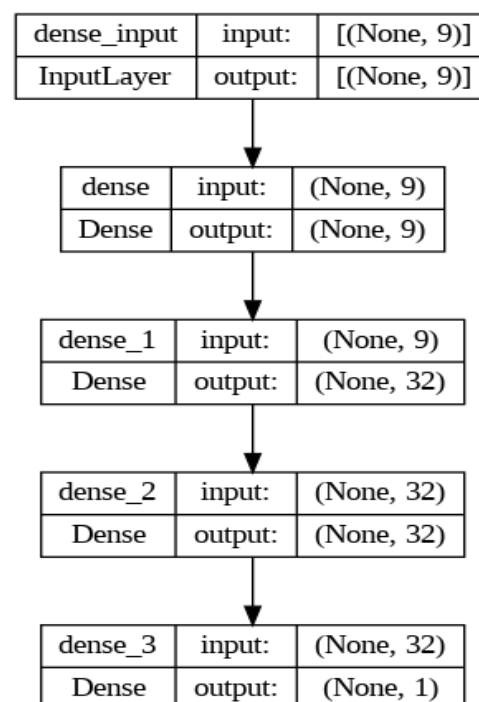 dense_input input: [(None, 9)]
InputLayer output: [(None, 9)]
dense input: (None, 9)
Dense output: (None, 9)
dense_1 input: (None, 9)
Dense output: (None, 32)
dense_2 input: (None, 32)
Dense output: (None, 32)
dense_3 input: (None, 32)
Dense output: (None, 1)